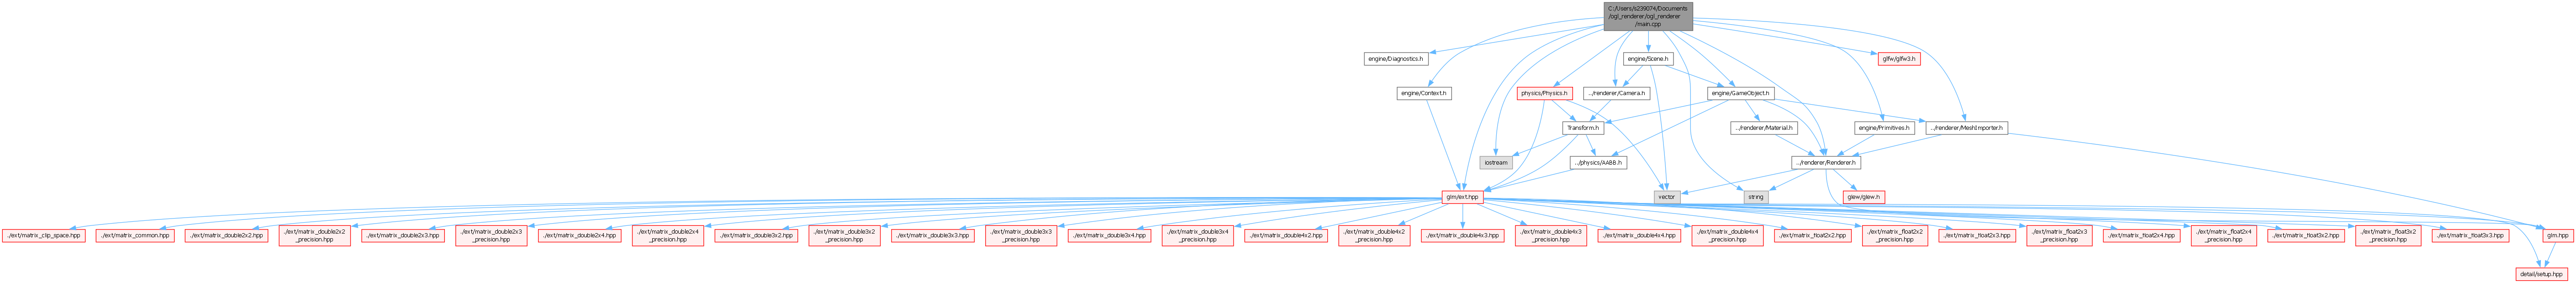 C:/Users/s239074/Documents
/ogl_renderer/ogl_renderer
/main.cpp
engine/Diagnostics.h
engine/Scene.h
glfw/glfw3.h
engine/Context.h
physics/Physics.h
../renderer/Camera.h
engine/GameObject.h
Transform.h
../renderer/Material.h
engine/Primitives.h
../renderer/MeshImporter.h
iostream
../physics/AABB.h
../renderer/Renderer.h
glm/ext.hpp
vector
string
glew/glew.h
./ext/matrix_clip_space.hpp
./ext/matrix_common.hpp
./ext/matrix_double2x2.hpp
./ext/matrix_double2x2
_precision.hpp
./ext/matrix_double2x3.hpp
./ext/matrix_double2x3
_precision.hpp
./ext/matrix_double2x4.hpp
./ext/matrix_double2x4
_precision.hpp
./ext/matrix_double3x2.hpp
./ext/matrix_double3x2
_precision.hpp
./ext/matrix_double3x3.hpp
./ext/matrix_double3x3
_precision.hpp
./ext/matrix_double3x4.hpp
./ext/matrix_double3x4
_precision.hpp
./ext/matrix_double4x2.hpp
./ext/matrix_double4x2
_precision.hpp
./ext/matrix_double4x3.hpp
./ext/matrix_double4x3
_precision.hpp
./ext/matrix_double4x4.hpp
./ext/matrix_double4x4
_precision.hpp
./ext/matrix_float2x2.hpp
./ext/matrix_float2x2
_precision.hpp
./ext/matrix_float2x3.hpp
./ext/matrix_float2x3
_precision.hpp
./ext/matrix_float2x4.hpp
./ext/matrix_float2x4
_precision.hpp
./ext/matrix_float3x2.hpp
./ext/matrix_float3x2
_precision.hpp
./ext/matrix_float3x3.hpp
glm.hpp
detail/setup.hpp